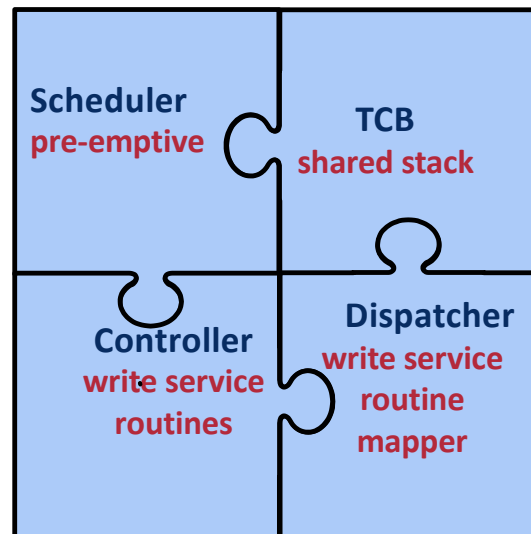 Scheduler
pre-emptive
TCB
shared stack
Controller
write service
routines
Dispatcher
write service
routine
mapper